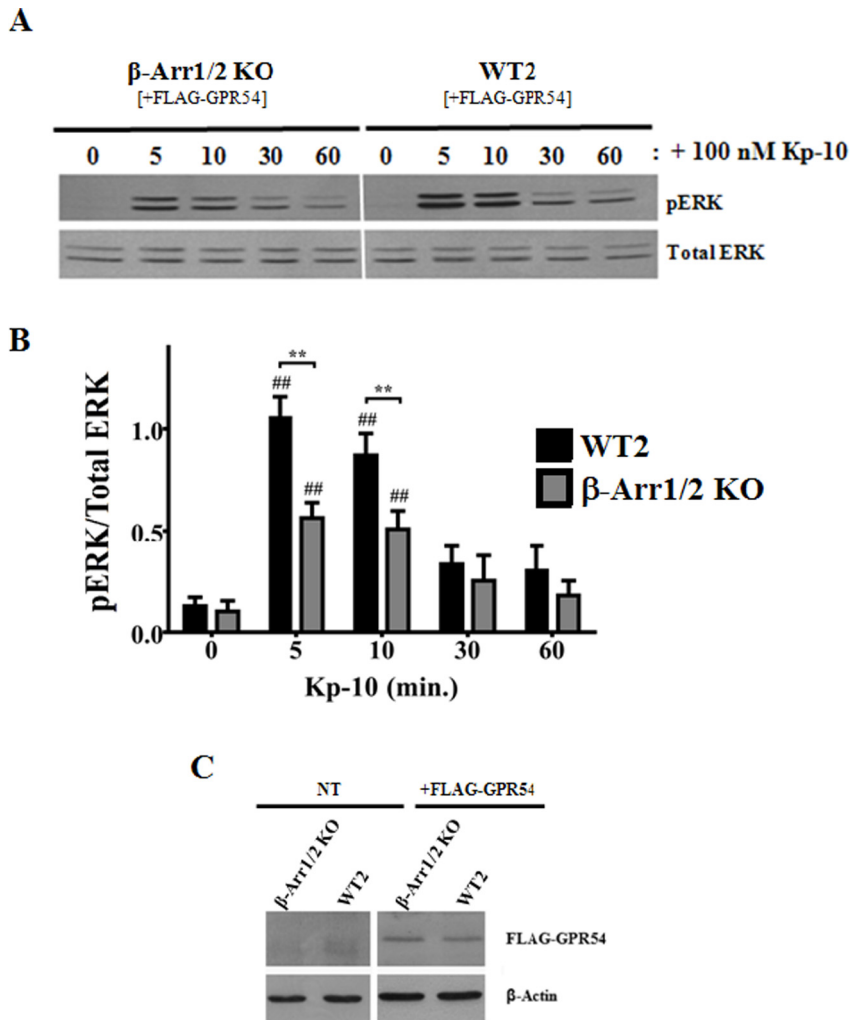 A
β-Arr1/2 KO WT2
[+FLAG-GPR54] [+FLAG-GPR54]
0 5 10 30 60 0 5 10 30 60 : + 100 nM Kp-10
pERK
Total ERK
B
** **
## ## ## ##
pERK/Total ERK
1.0
0.5
0.0
0 5 10 30 60
Kp-10 (min.)
WT2
β-Arr1/2 KO
C
NT +FLAG-GPR54
β-Arr1/2 KO WT2 β-Arr1/2 KO WT2
FLAG-GPR54
β-Actin